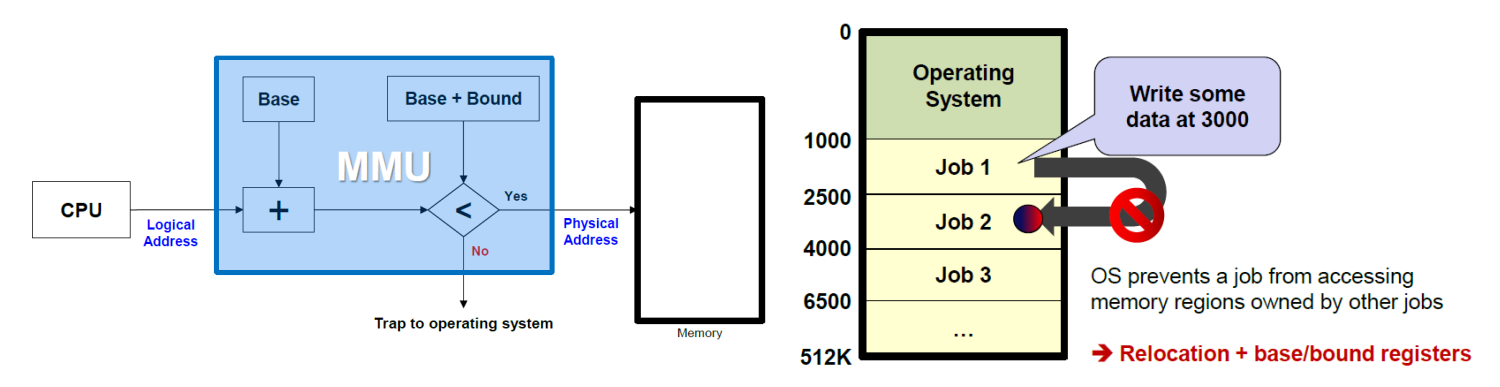 Base
Base + Bound
MMU
CPU
+
<
Yes
Logical
Address
Physical
Address
No
Trap to operating system
Memory
0
Operating
System
Write some
data at 3000
1000
Job 1
2500
Job 2
4000
Job 3
6500
...
512K
OS prevents a job from accessing
memory regions owned by other jobs
➔ Relocation + base/bound registers